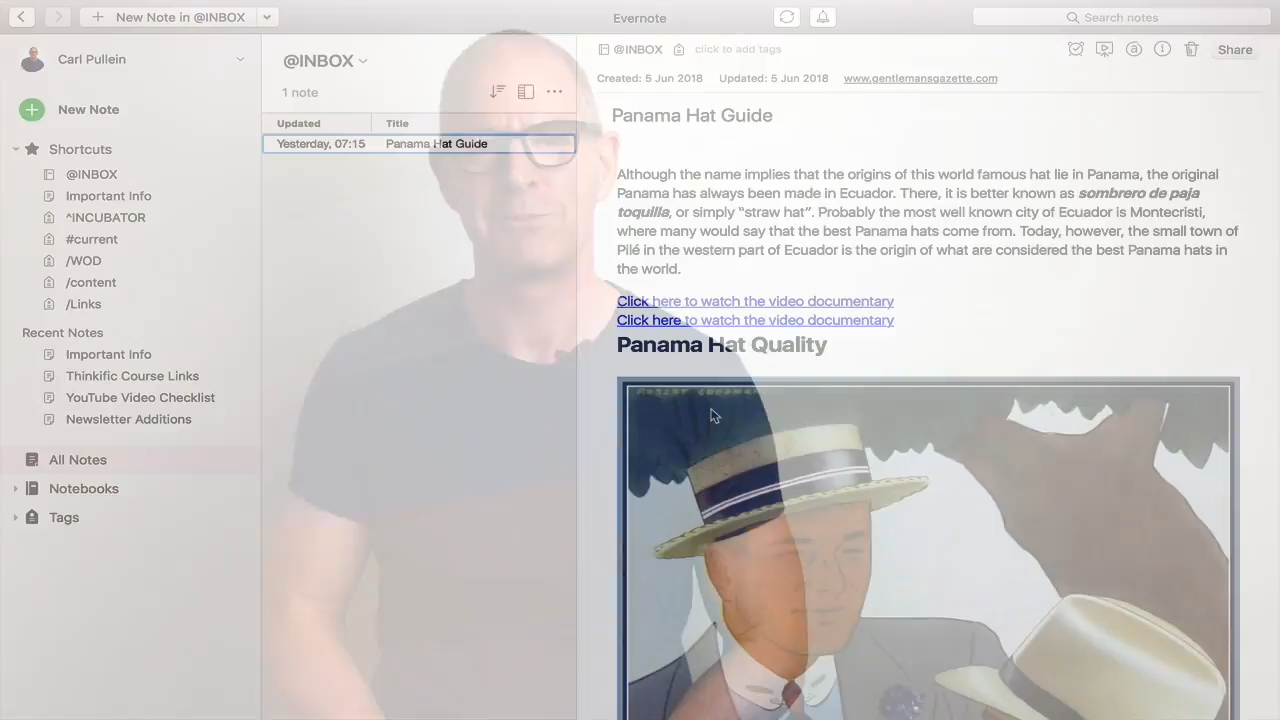 New Note in @INBOX
Evernote
Search notes
Carl Pullein
New Note
Shortcuts
@INBOX
Important Info
^INCUBATOR
#current
/WOD
/content
/Links
Recent Notes
Important Info
Thinkific Course Links
YouTube Video Checklist
Newsletter Additions
All Notes
Notebooks
Tags
@INBOX
1 note
Updated Title
Yesterday, 07:15 Panama Hat Guide
@INBOX click to add tags
Share
Created: 5 Jun 2018 Updated: 5 Jun 2018 www.gentlemansgazette.com
Panama Hat Guide
Although the name implies that the origins of this world famous hat lie in Panama, the original
Panama has always been made in Ecuador. There, it is better known as sombrero de paja
toquilla, or simply “straw hat”. Probably the most well known city of Ecuador is Montecristi,
where many would say that the best Panama hats come from. Today, however, the small town of
Pilé in the western part of Ecuador is the origin of what are considered the best Panama hats in
the world.
Click here to watch the video documentary
Click here to watch the video documentary
Panama Hat Quality